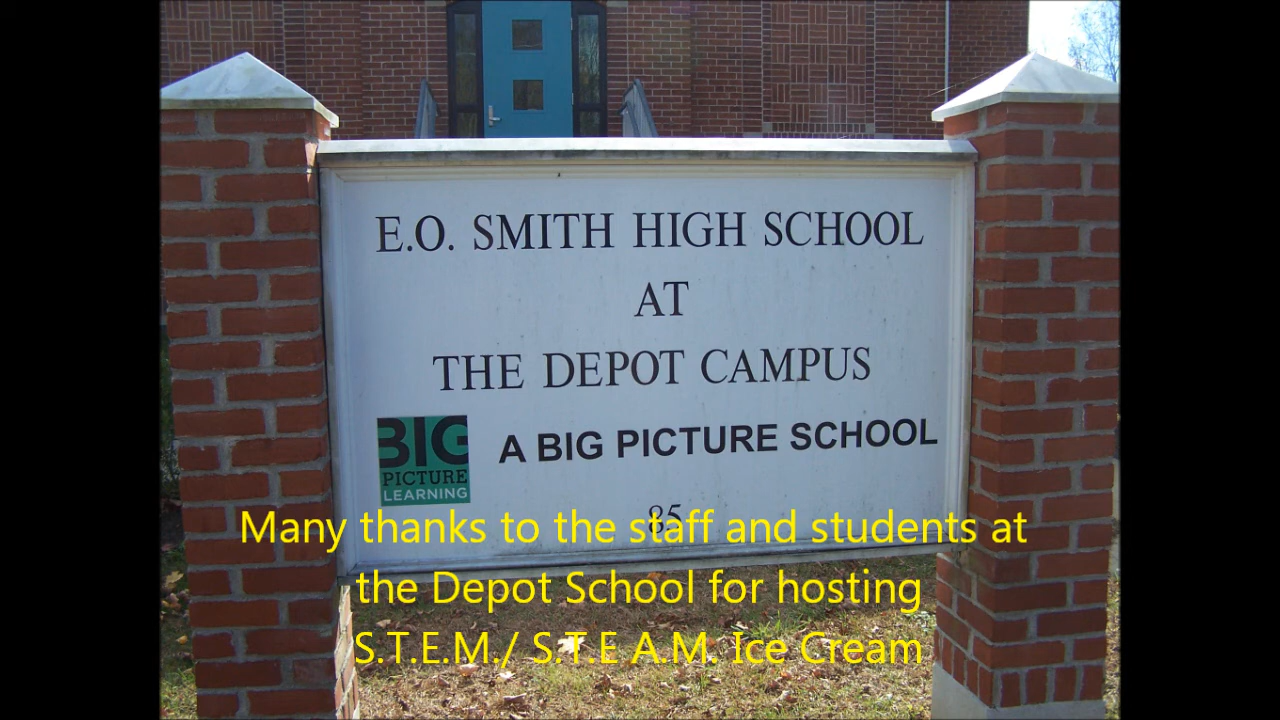 E.O. SMITH HIGH SCHOOL
AT
THE DEPOT CAMPUS
BIG
PICTURE
LEARNING
A BIG PICTURE SCHOOL
85
Many thanks to the staff and students at
the Depot School for hosting
S.T.E.M./ S.T.E A.M. Ice Cream